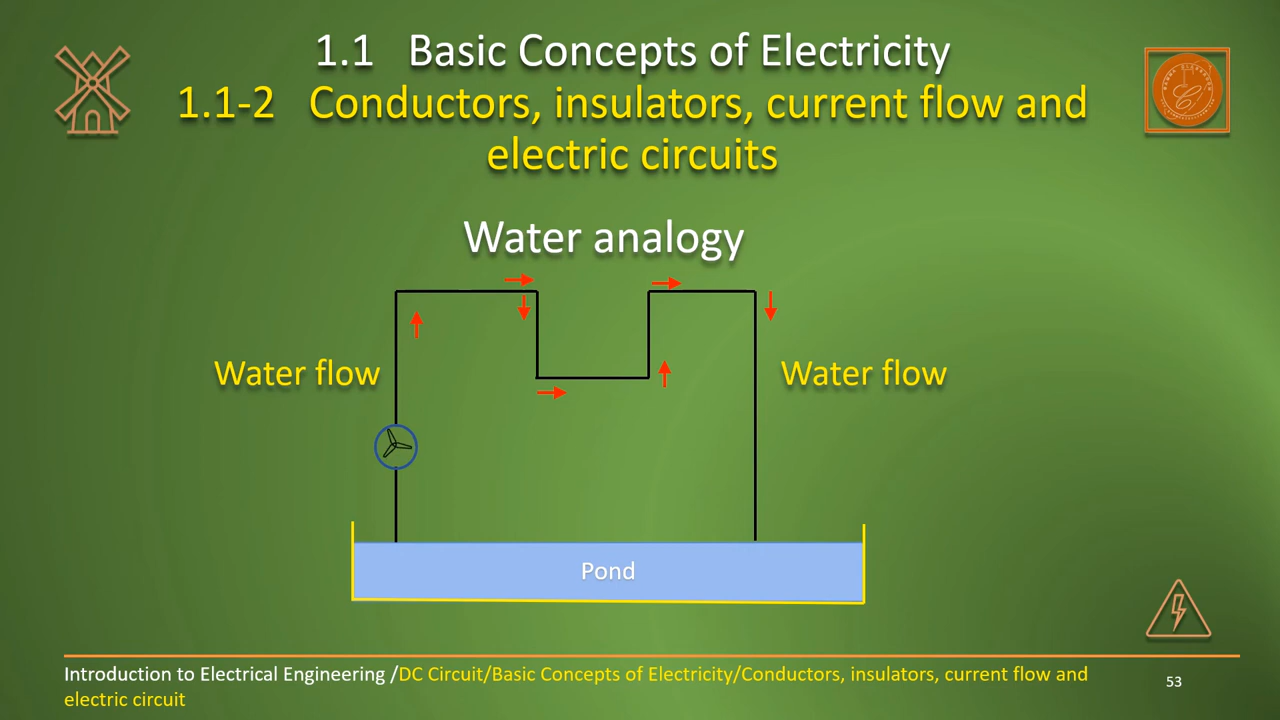 1.1 Basic Concepts of Electricity
1.1-2 Conductors, insulators, current flow and
electric circuits
Water analogy
Water flow
Water flow
Pond
Introduction to Electrical Engineering /DC Circuit/Basic Concepts of Electricity/Conductors, insulators, current flow and
electric circuit
53